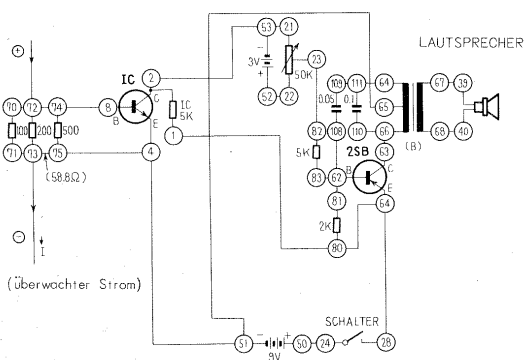 LAUTSPRECHER
53 21
+ 2 IC 3V 50K 23
- +
C IC 5K
52 22
109 111 64 67 39
0.05 0.1 65
70 72 74 8 B E 1
100 200 500
82 108 110 66 68 40
(B)
71 73 75 4
5K 2SB 63
(58.8Ω)
83 62 B C E
81 64
2K
- I
80
(überwachter Strom)
SCHALTER
51 - + 50 24 28
9V